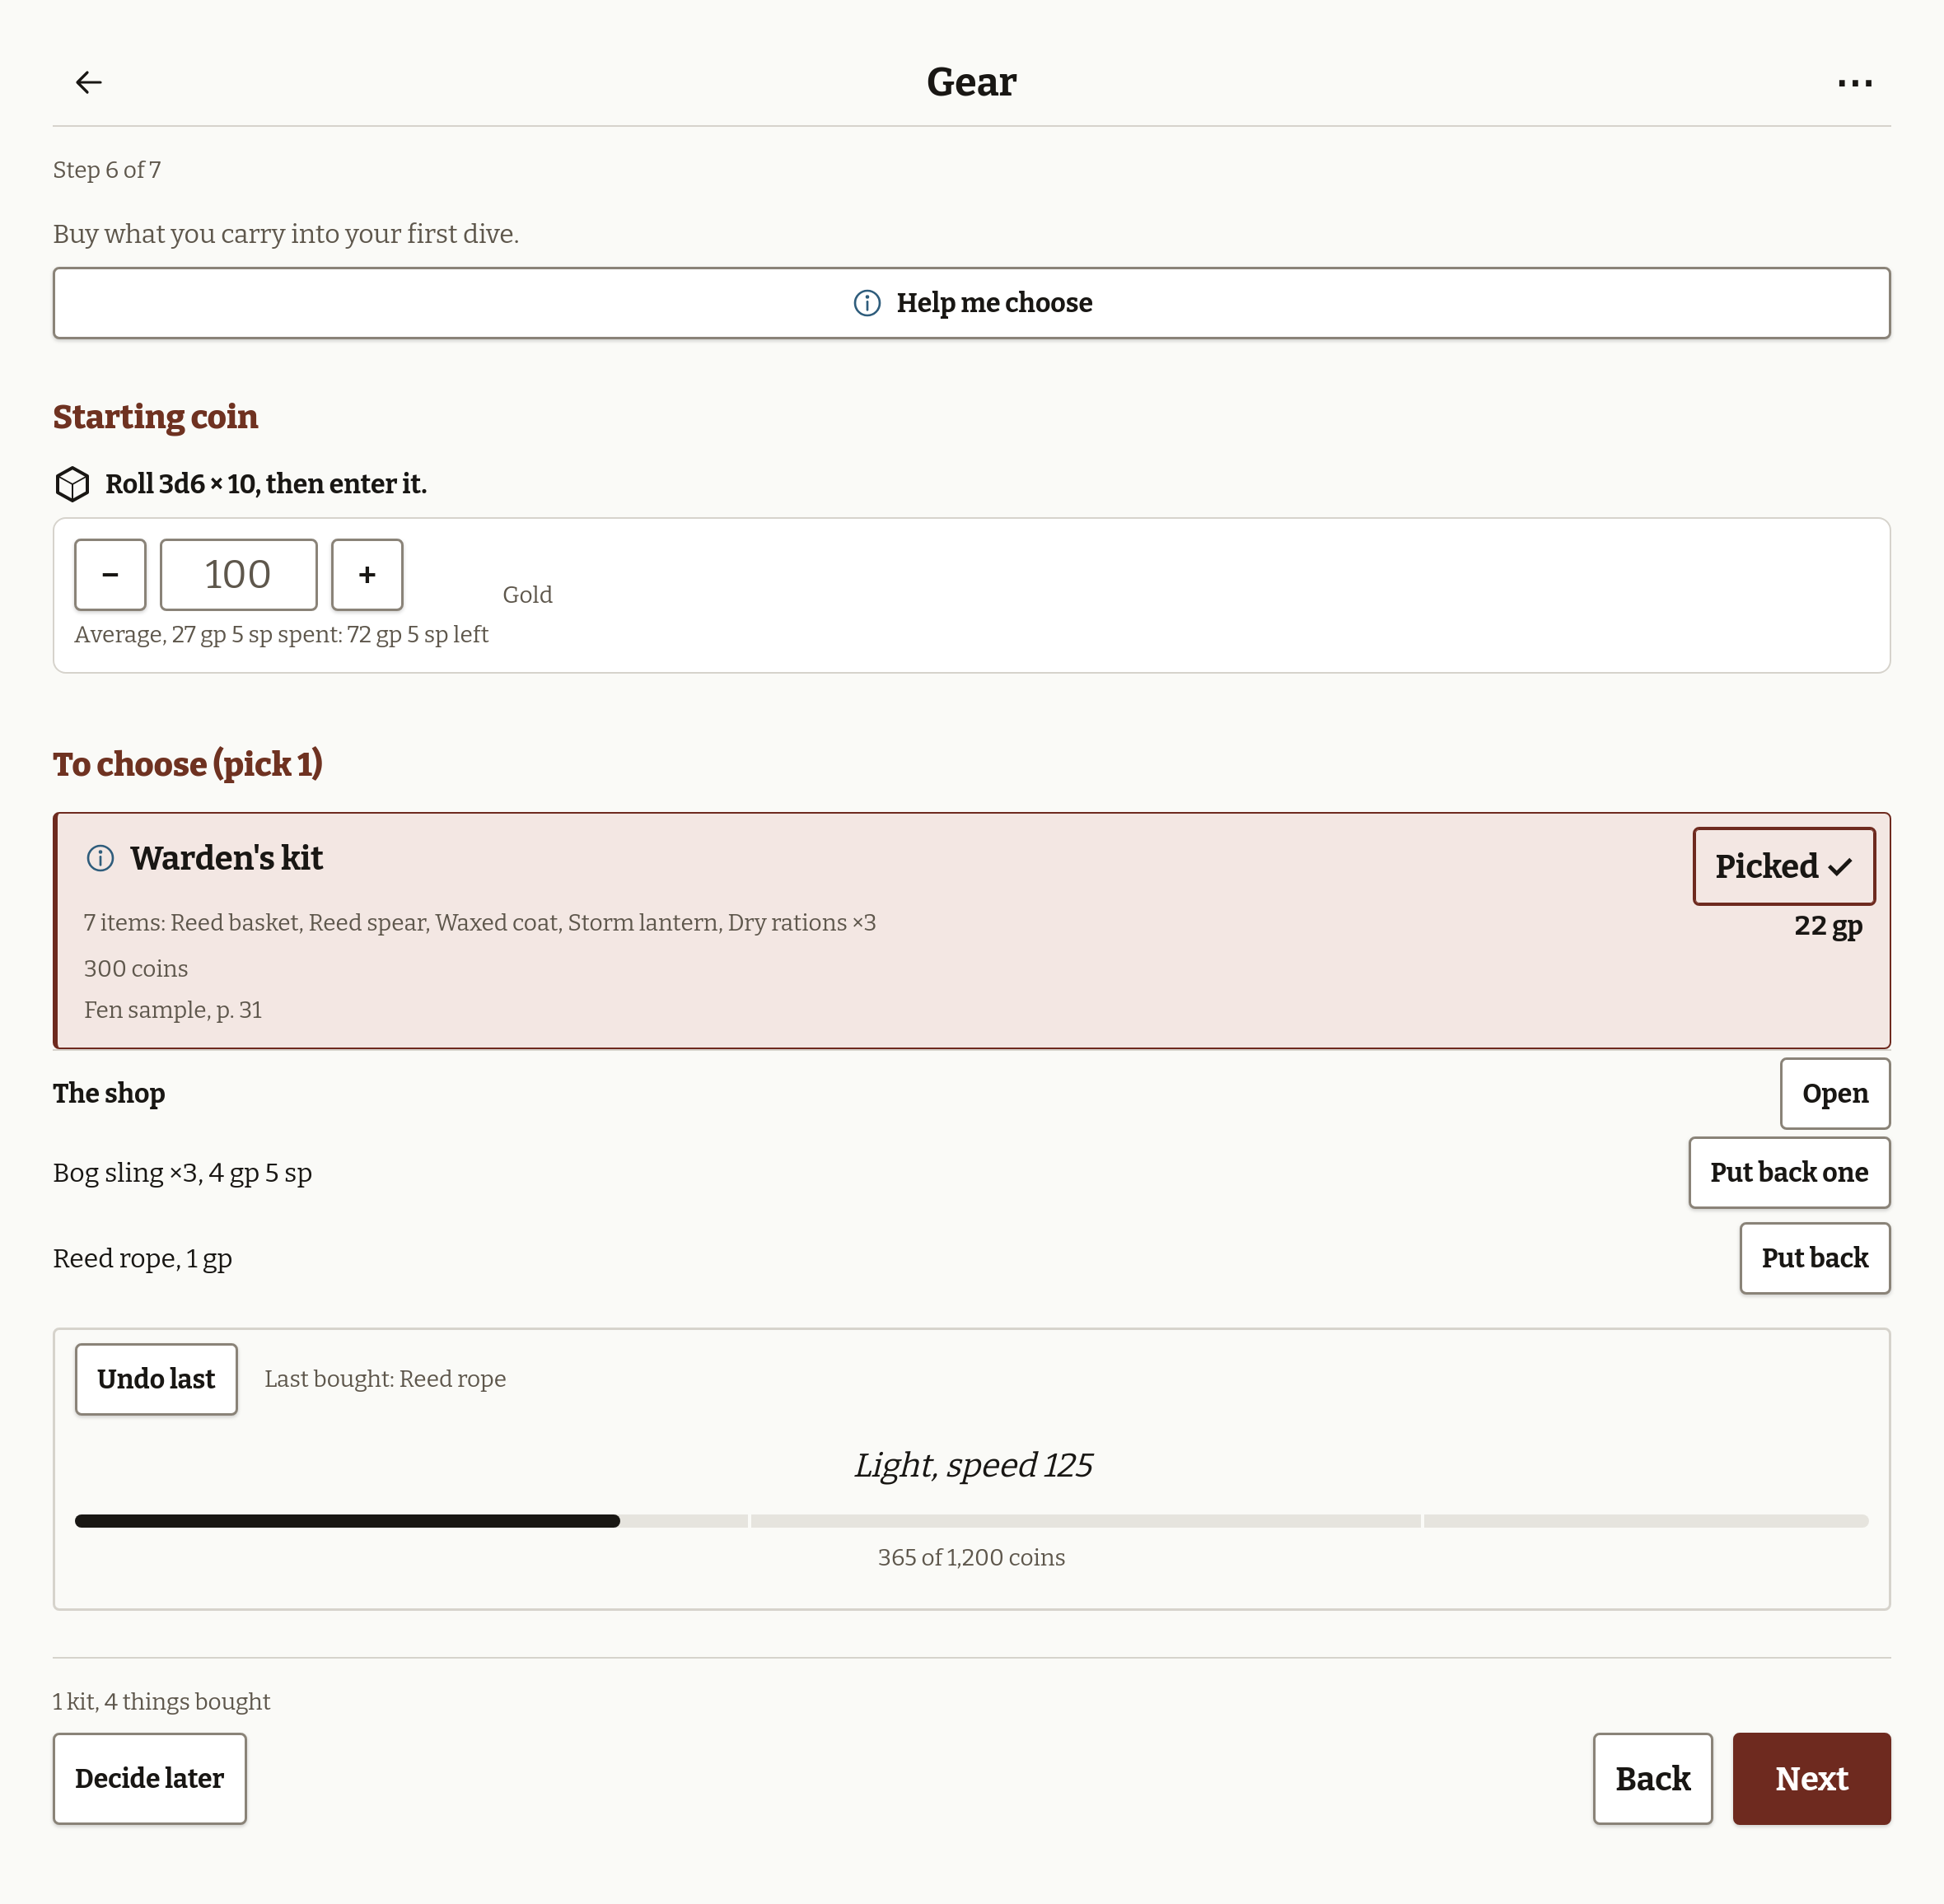 Gear
...
Step 6 of 7
Buy what you carry into your first dive.
Help me choose
Starting coin
Roll 3d6 × 10, then enter it.
− 100 +
Gold
Average, 27 gp 5 sp spent: 72 gp 5 sp left
To choose (pick 1)
Warden's kit
Picked ✓
7 items: Reed basket, Reed spear, Waxed coat, Storm lantern, Dry rations ×3
22 gp
300 coins
Fen sample, p. 31
The shop
Open
Bog sling ×3, 4 gp 5 sp
Put back one
Reed rope, 1 gp
Put back
Undo last
Last bought: Reed rope
Light, speed 125
365 of 1,200 coins
1 kit, 4 things bought
Decide later
Back
Next